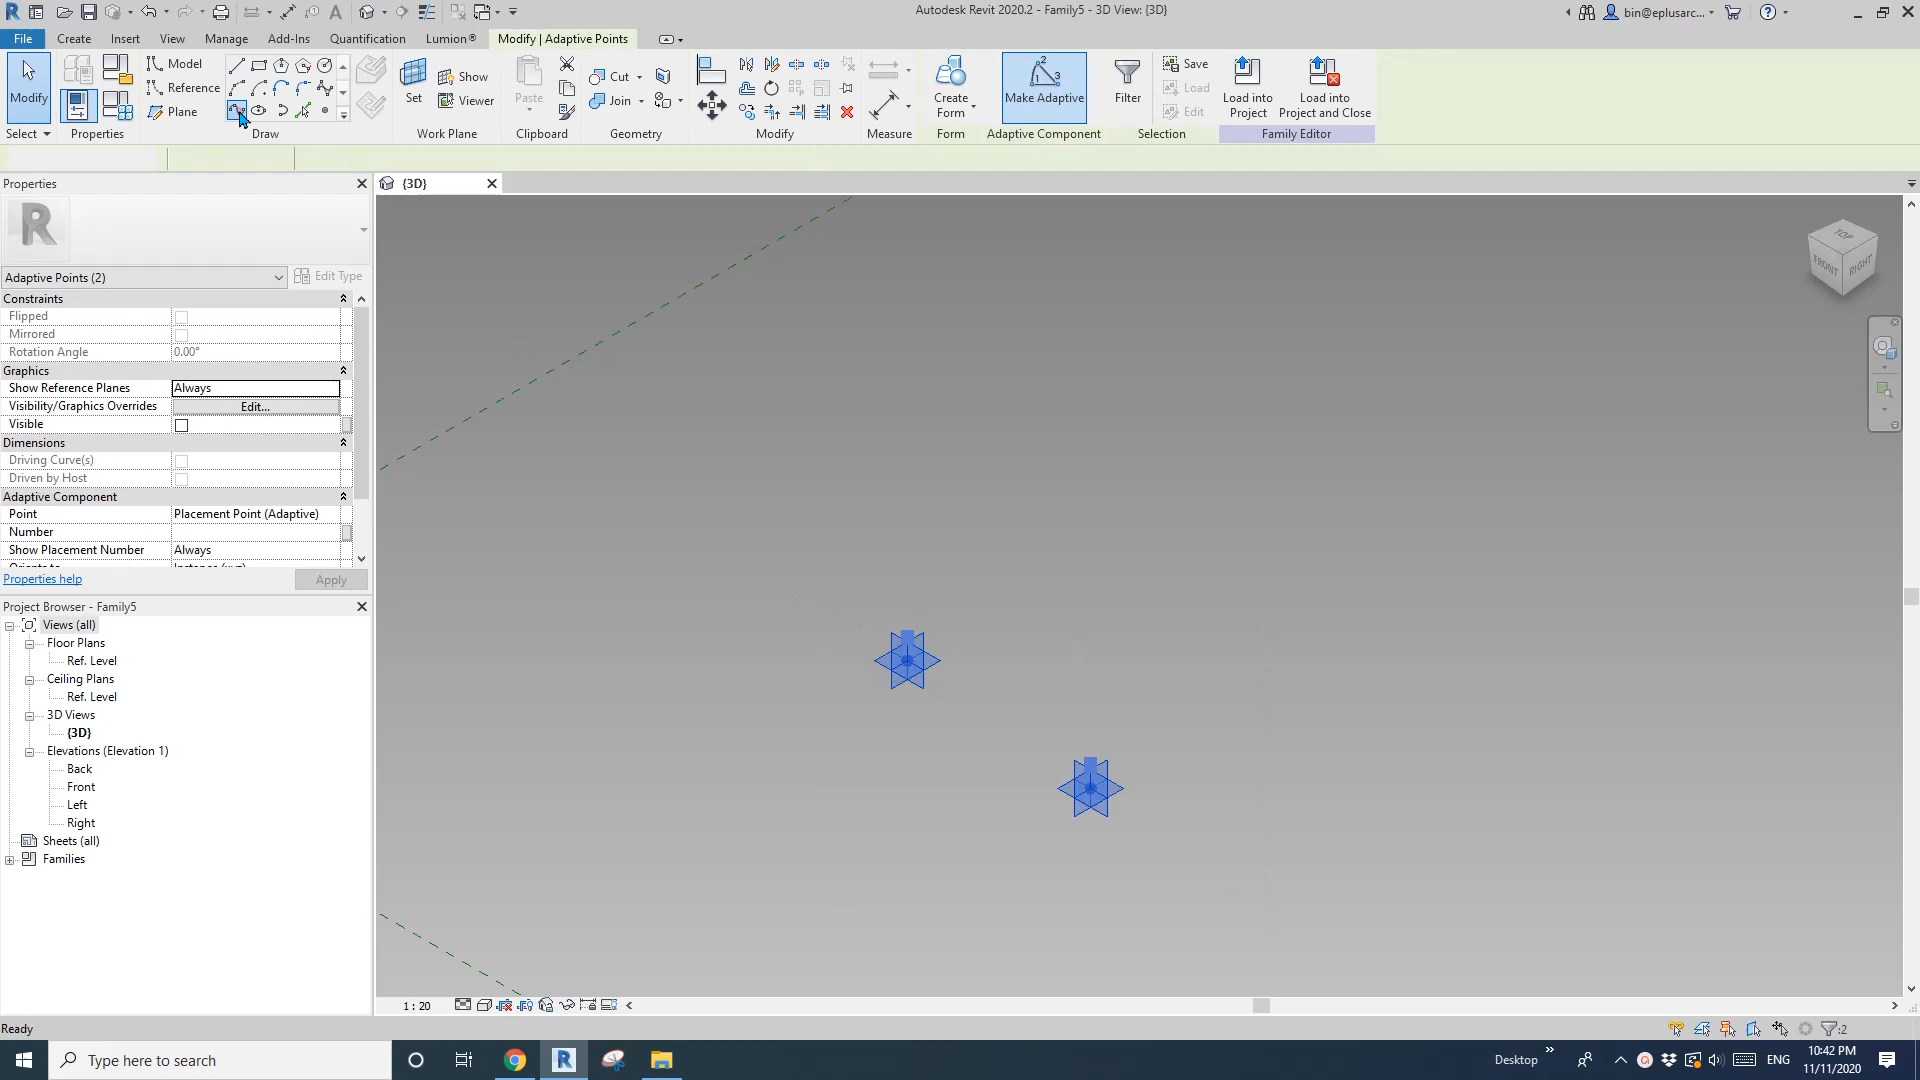 Autodesk Revit 2020.2 - Family5 - 3D View: {3D}
bin@eplusarc...
File
Create
Insert
View
Manage
Add-Ins
Quantification
Lumion®
Modify | Adaptive Points
Modify
Model
Reference
Plane
Set
Show
Viewer
Paste
Cut
Join
Create
Form
Make Adaptive
Filter
Save
Load
Edit
Load into
Project
Load into
Project and Close
Select
Properties
Draw
Work Plane
Clipboard
Geometry
Modify
Measure
Form
Adaptive Component
Selection
Family Editor
Properties
{3D}
R
Adaptive Points (2)
Edit Type
Constraints
Flipped
Mirrored
Rotation Angle
0.00°
Graphics
Show Reference Planes
Always
Visibility/Graphics Overrides
Edit...
Visible
Dimensions
Driving Curve(s)
Driven by Host
Adaptive Component
Point
Placement Point (Adaptive)
Number
Show Placement Number
Always
Properties help
Apply
Project Browser - Family5
Views (all)
Floor Plans
Ref. Level
Ceiling Plans
Ref. Level
3D Views
{3D}
Elevations (Elevation 1)
Back
Front
Left
Right
Sheets (all)
Families
TOP
FRONT
RIGHT
1 : 20
Ready
:2
Type here to search
Desktop
ENG
10:42 PM
11/11/2020